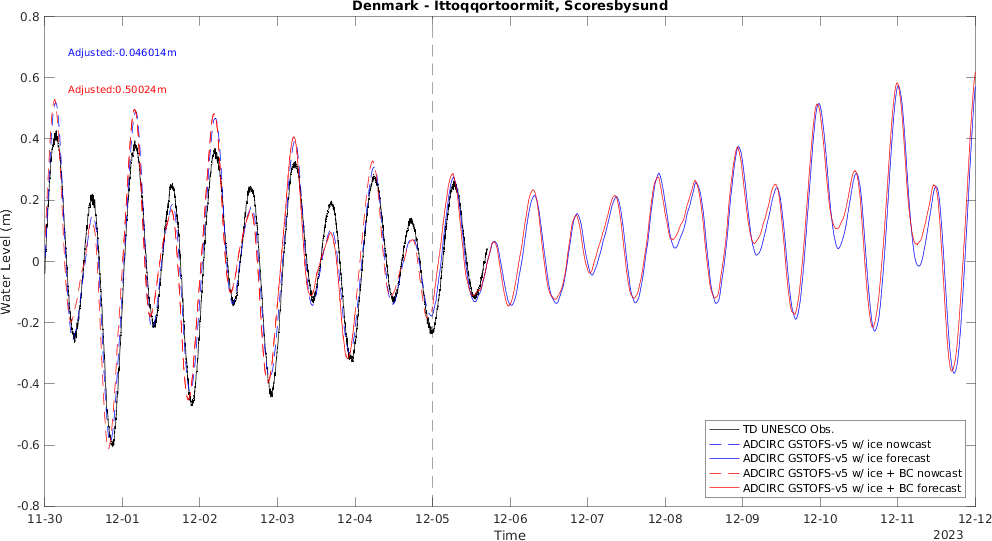 Denmark - Ittoqqortoormiit, Scoresbysund
0.8
Adjusted:-0.046014m
0.6
Adjusted:0.50024m
0.4
0.2
Water Level (m)
0
-0.2
-0.4
TD UNESCO Obs.
ADCIRC GSTOFS-v5 w/ ice nowcast
-0.6
ADCIRC GSTOFS-v5 w/ ice forecast
ADCIRC GSTOFS-v5 w/ ice + BC nowcast
ADCIRC GSTOFS-v5 w/ ice + BC forecast
-0.8
11-30 12-01 12-02 12-03 12-04 12-05 12-06 12-07 12-08 12-09 12-10 12-11 12-12
Time
2023